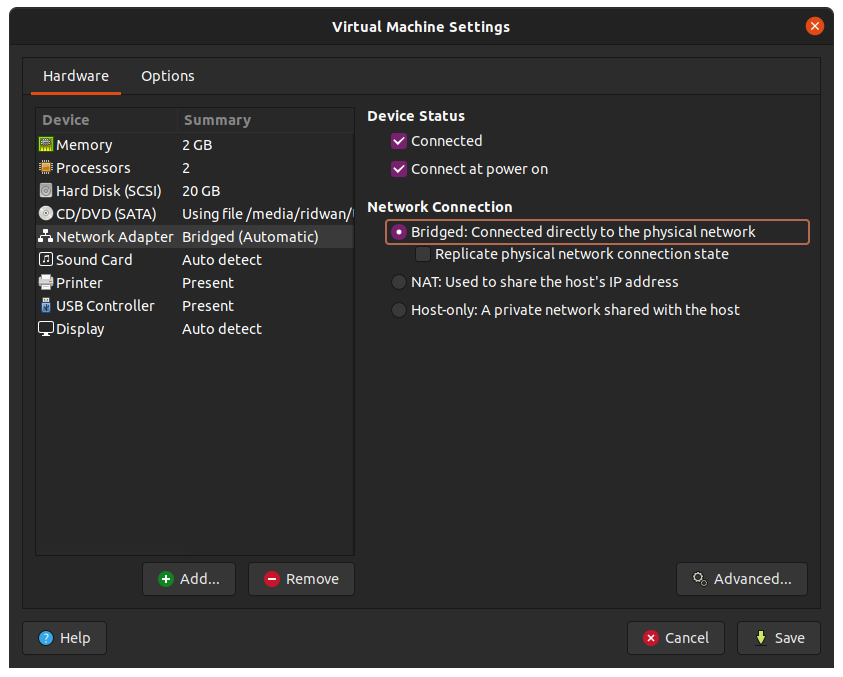 Virtual Machine Settings
Hardware Options
Device Summary
Memory 2 GB
Processors 2
Hard Disk (SCSI) 20 GB
CD/DVD (SATA) Using file /media/ridwan/
Network Adapter Bridged (Automatic)
Sound Card Auto detect
Printer Present
USB Controller Present
Display Auto detect
Add... Remove
Device Status
Connected
Connect at power on
Network Connection
Bridged: Connected directly to the physical network
Replicate physical network connection state
NAT: Used to share the host's IP address
Host-only: A private network shared with the host
Advanced...
Help Cancel Save